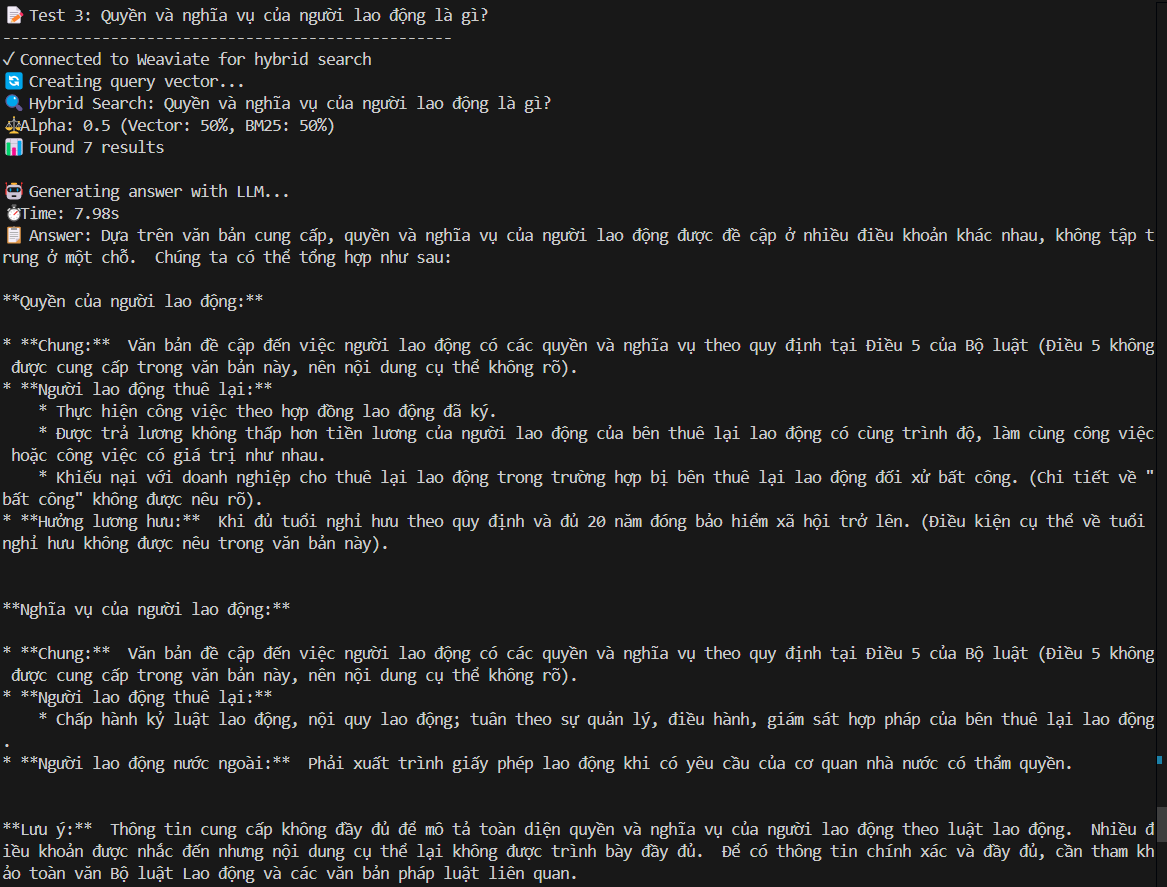 📝 Test 3: Quyền và nghĩa vụ của người lao động là gì?
--------------------------------------------------
✓ Connected to Weaviate for hybrid search
🔄 Creating query vector...
🔍 Hybrid Search: Quyền và nghĩa vụ của người lao động là gì?
⚖️Alpha: 0.5 (Vector: 50%, BM25: 50%)
📊 Found 7 results

🤖 Generating answer with LLM...
⏱️Time: 7.98s
📋 Answer: Dựa trên văn bản cung cấp, quyền và nghĩa vụ của người lao động được đề cập ở nhiều điều khoản khác nhau, không tập t
rung ở một chỗ.  Chúng ta có thể tổng hợp như sau:

**Quyền của người lao động:**

* **Chung:**  Văn bản đề cập đến việc người lao động có các quyền và nghĩa vụ theo quy định tại Điều 5 của Bộ luật (Điều 5 không
 được cung cấp trong văn bản này, nên nội dung cụ thể không rõ).
* **Người lao động thuê lại:**
    * Thực hiện công việc theo hợp đồng lao động đã ký.
    * Được trả lương không thấp hơn tiền lương của người lao động của bên thuê lại lao động có cùng trình độ, làm cùng công việc
 hoặc công việc có giá trị như nhau.
    * Khiếu nại với doanh nghiệp cho thuê lại lao động trong trường hợp bị bên thuê lại lao động đối xử bất công. (Chi tiết về "
bất công" không được nêu rõ).
* **Hưởng lương hưu:**  Khi đủ tuổi nghỉ hưu theo quy định và đủ 20 năm đóng bảo hiểm xã hội trở lên. (Điều kiện cụ thể về tuổi
nghỉ hưu không được nêu trong văn bản này).

**Nghĩa vụ của người lao động:**

* **Chung:**  Văn bản đề cập đến việc người lao động có các quyền và nghĩa vụ theo quy định tại Điều 5 của Bộ luật (Điều 5 không
 được cung cấp trong văn bản này, nên nội dung cụ thể không rõ).
* **Người lao động thuê lại:**
    * Chấp hành kỷ luật lao động, nội quy lao động; tuân theo sự quản lý, điều hành, giám sát hợp pháp của bên thuê lại lao động
.
* **Người lao động nước ngoài:**  Phải xuất trình giấy phép lao động khi có yêu cầu của cơ quan nhà nước có thẩm quyền.

**Lưu ý:**  Thông tin cung cấp không đầy đủ để mô tả toàn diện quyền và nghĩa vụ của người lao động theo luật lao động.  Nhiều đ
iều khoản được nhắc đến nhưng nội dung cụ thể lại không được trình bày đầy đủ.  Để có thông tin chính xác và đầy đủ, cần tham kh
ảo toàn văn Bộ luật Lao động và các văn bản pháp luật liên quan.